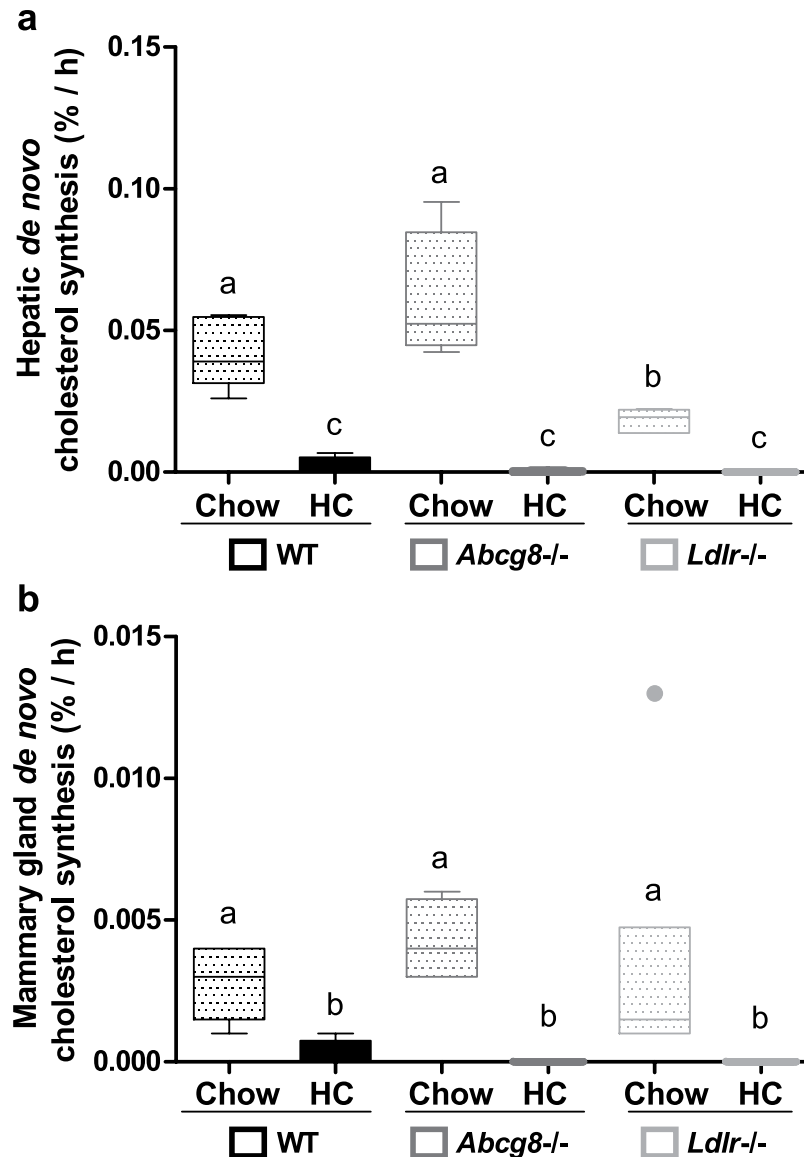 a
Hepatic de novo
cholesterol synthesis (% / h)
0.15
0.10
0.05
0.00
a
c
a
c
b
c
Chow HC Chow HC Chow HC
WT Abcg8-/- Ldlr-/-
b
Mammary gland de novo
cholesterol synthesis (% / h)
0.015
0.010
0.005
0.000
a
b
a
b
a
b
Chow HC Chow HC Chow HC
WT Abcg8-/- Ldlr-/-